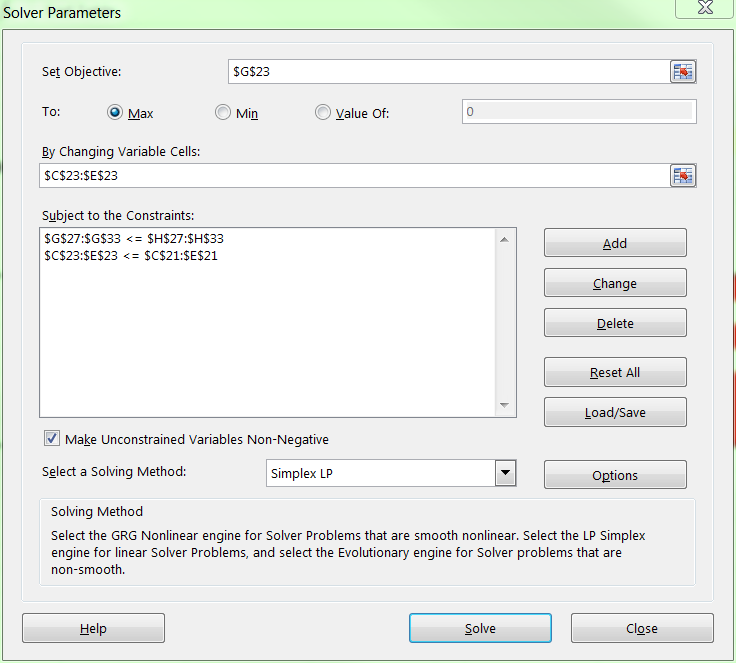 Solver Parameters
Set Objective:
$G$23
To:
Max
Min
Value Of:
0
By Changing Variable Cells:
$C$23:$E$23
Subject to the Constraints:
$G$27:$G$33 <= $H$27:$H$33
$C$23:$E$23 <= $C$21:$E$21
Add
Change
Delete
Reset All
Load/Save
Make Unconstrained Variables Non-Negative
Select a Solving Method:
Simplex LP
Options
Solving Method
Select the GRG Nonlinear engine for Solver Problems that are smooth nonlinear. Select the LP Simplex
engine for linear Solver Problems, and select the Evolutionary engine for Solver problems that are
non-smooth.
Help
Solve
Close